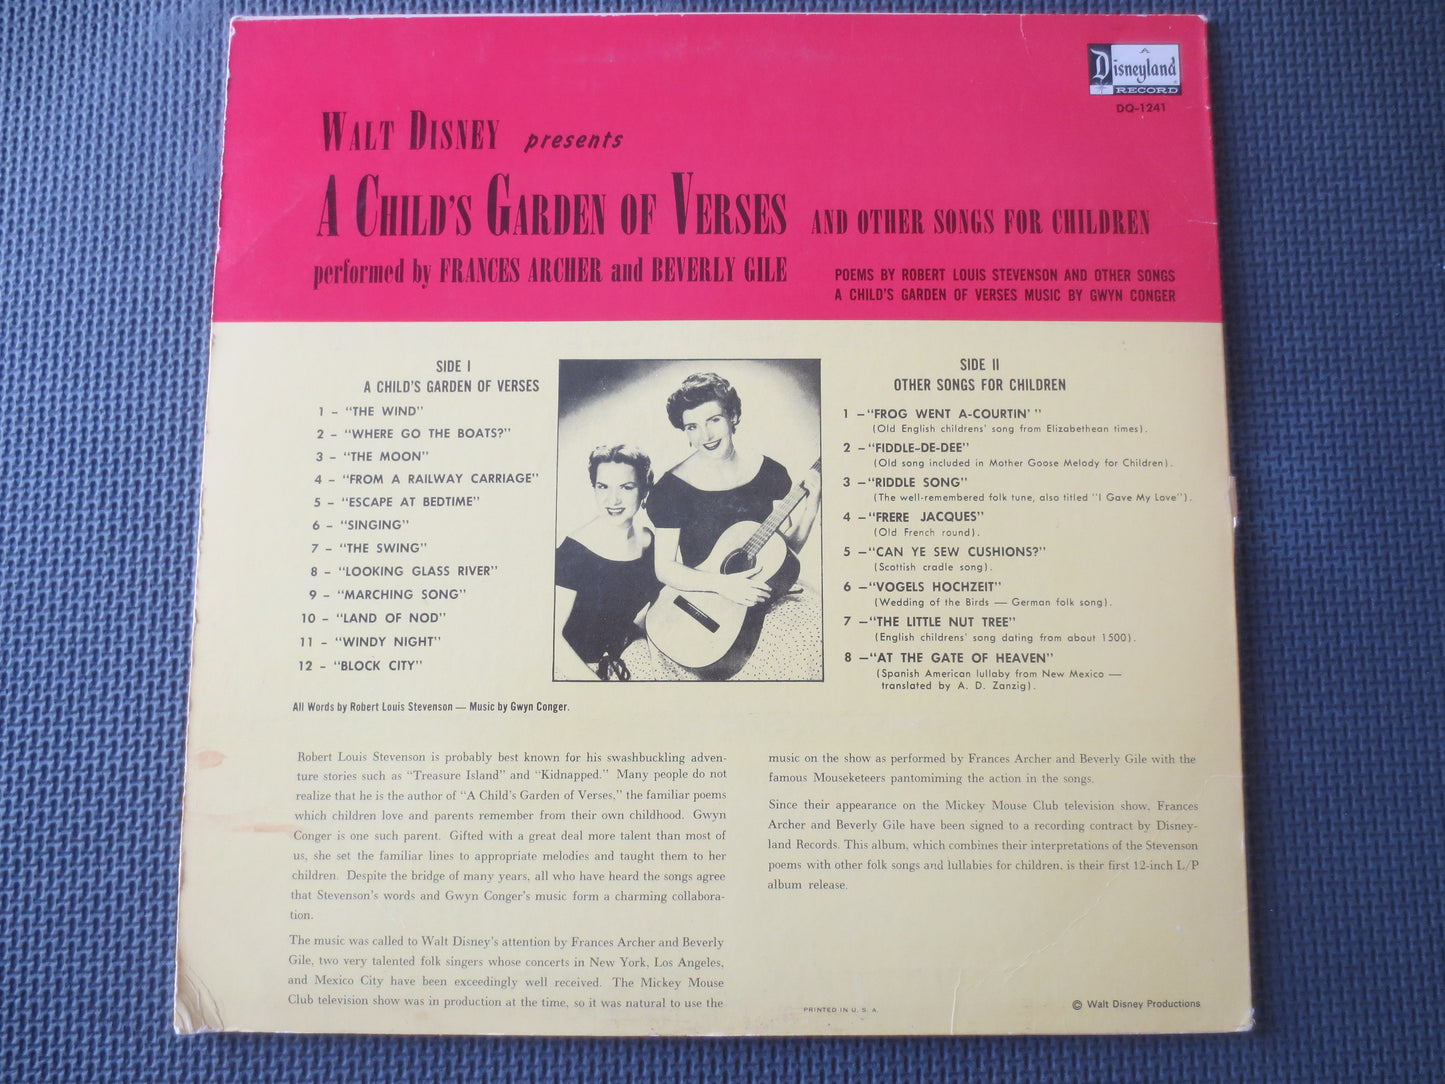 A
Disneyland
RECORD
DQ-1241
WALT DISNEY presents
A CHILD'S GARDEN OF VERSES AND OTHER SONGS FOR CHILDREN
performed by FRANCES ARCHER and BEVERLY GILE
POEMS BY ROBERT LOUIS STEVENSON AND OTHER SONGS
A CHILD'S GARDEN OF VERSES MUSIC BY GWYN CONGER
SIDE I
A CHILD'S GARDEN OF VERSES
1 – "THE WIND"
2 – "WHERE GO THE BOATS?"
3 – "THE MOON"
4 – "FROM A RAILWAY CARRIAGE"
5 – "ESCAPE AT BEDTIME"
6 – "SINGING"
7 – "THE SWING"
8 – "LOOKING GLASS RIVER"
9 – "MARCHING SONG"
10 – "LAND OF NOD"
11 – "WINDY NIGHT"
12 – "BLOCK CITY"
All Words by Robert Louis Stevenson — Music by Gwyn Conger.
SIDE II
OTHER SONGS FOR CHILDREN
1 – "FROG WENT A-COURTIN' "
(Old English childrens' song from Elizabethean times).
2 – "FIDDLE-DE-DEE"
(Old song included in Mother Goose Melody for Children).
3 – "RIDDLE SONG"
(The well-remembered folk tune, also titled "I Gave My Love").
4 – "FRERE JACQUES"
(Old French round).
5 – "CAN YE SEW CUSHIONS?"
(Scottish cradle song).
6 – "VOGELS HOCHZEIT"
(Wedding of the Birds — German folk song).
7 – "THE LITTLE NUT TREE"
(English childrens' song dating from about 1500).
8 – "AT THE GATE OF HEAVEN"
(Spanish American lullaby from New Mexico —
translated by A. D. Zanzig).
Robert Louis Stevenson is probably best known for his swashbuckling adven-
ture stories such as "Treasure Island" and "Kidnapped." Many people do not
realize that he is the author of "A Child's Garden of Verses," the familiar poems
which children love and parents remember from their own childhood. Gwyn
Conger is one such parent. Gifted with a great deal more talent than most of
us, she set the familiar lines to appropriate melodies and taught them to her
children. Despite the bridge of many years, all who have heard the songs agree
that Stevenson's words and Gwyn Conger's music form a charming collabora-
tion.
The music was called to Walt Disney's attention by Frances Archer and Beverly
Gile, two very talented folk singers whose concerts in New York, Los Angeles,
and Mexico City have been exceedingly well received. The Mickey Mouse
Club television show was in production at the time, so it was natural to use the
music on the show as performed by Frances Archer and Beverly Gile with the
famous Mouseketeers pantomiming the action in the songs.
Since their appearance on the Mickey Mouse Club television show, Frances
Archer and Beverly Gile have been signed to a recording contract by Disney-
land Records. This album, which combines their interpretations of the Stevenson
poems with other folk songs and lullabies for children, is their first 12-inch L/P
album release.
PRINTED IN U. S. A.
© Walt Disney Productions